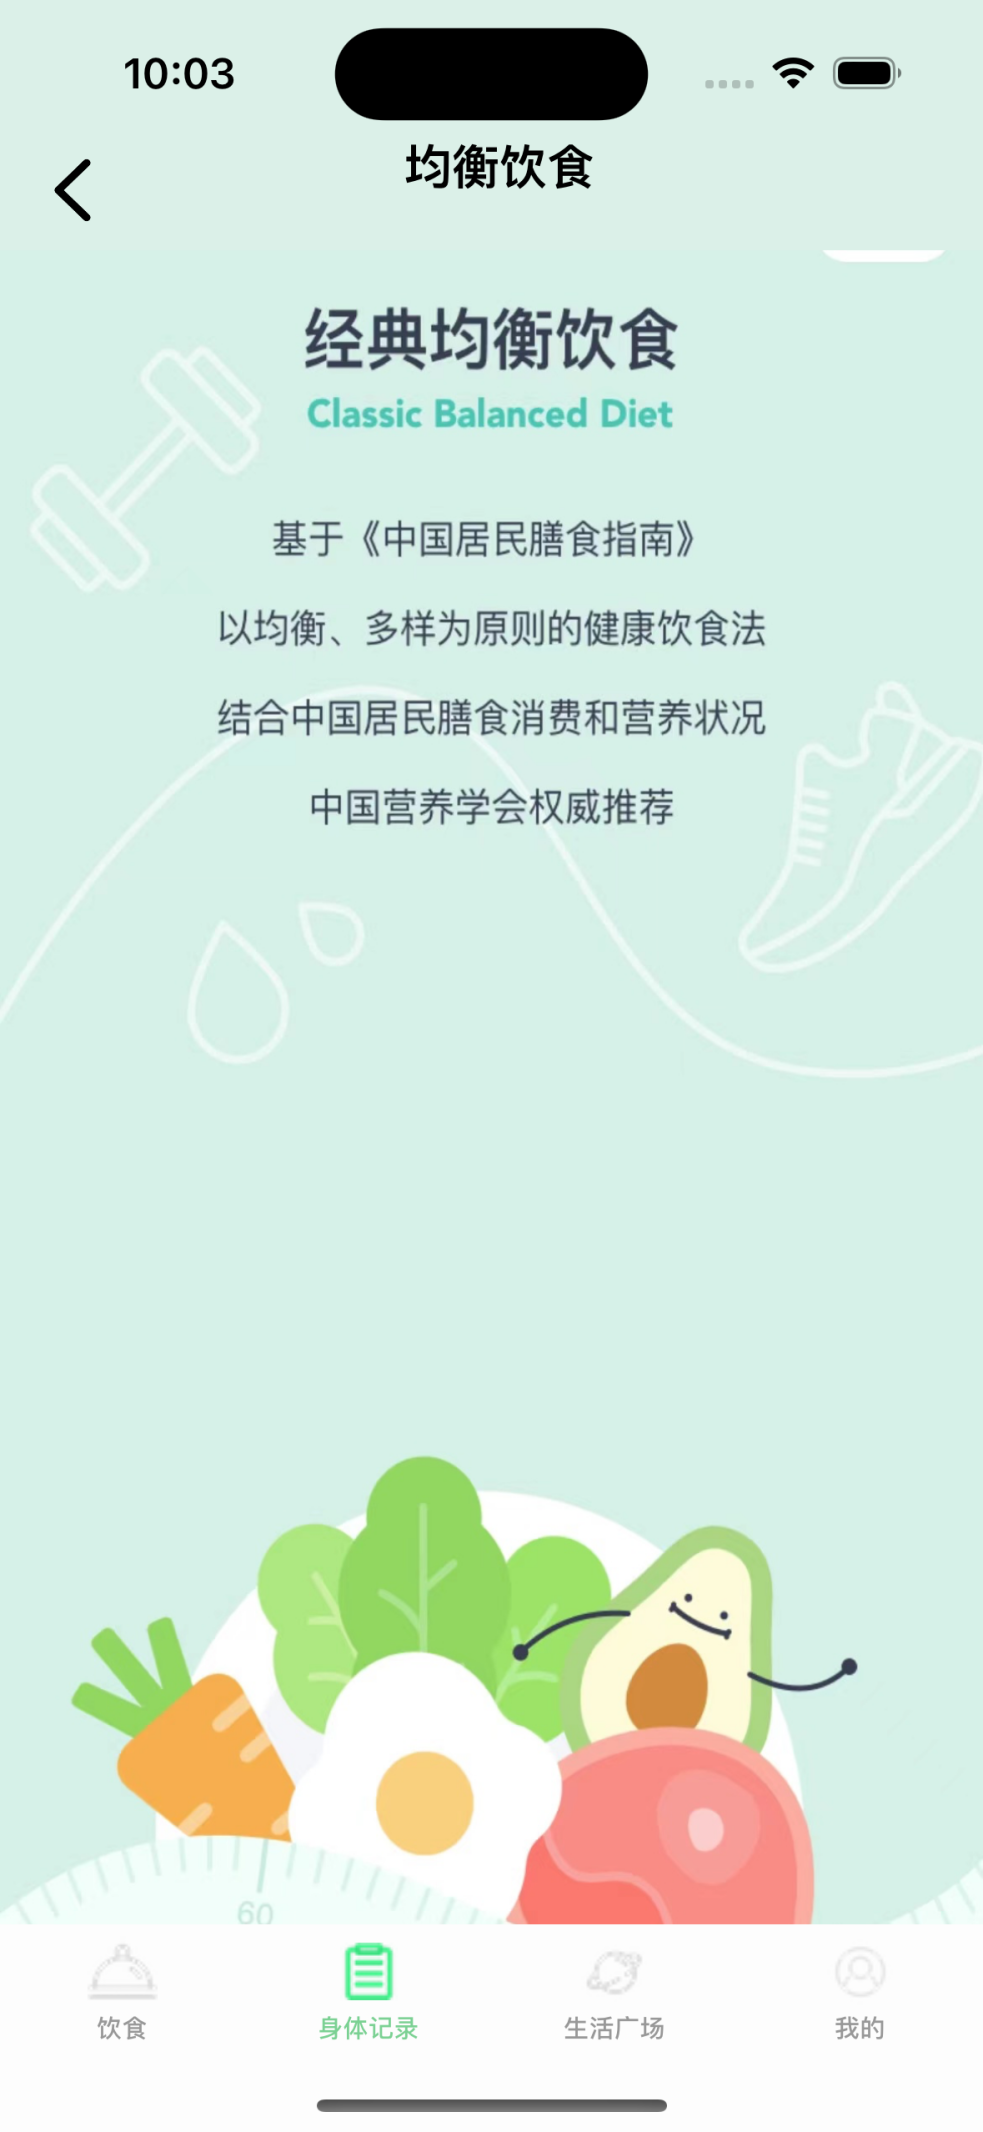 10:03
均衡饮食
经典均衡饮食
Classic Balanced Diet
基于《中国居民膳食指南》
以均衡、多样为原则的健康饮食法
结合中国居民膳食消费和营养状况
中国营养学会权威推荐
60
饮食
身体记录
生活广场
我的